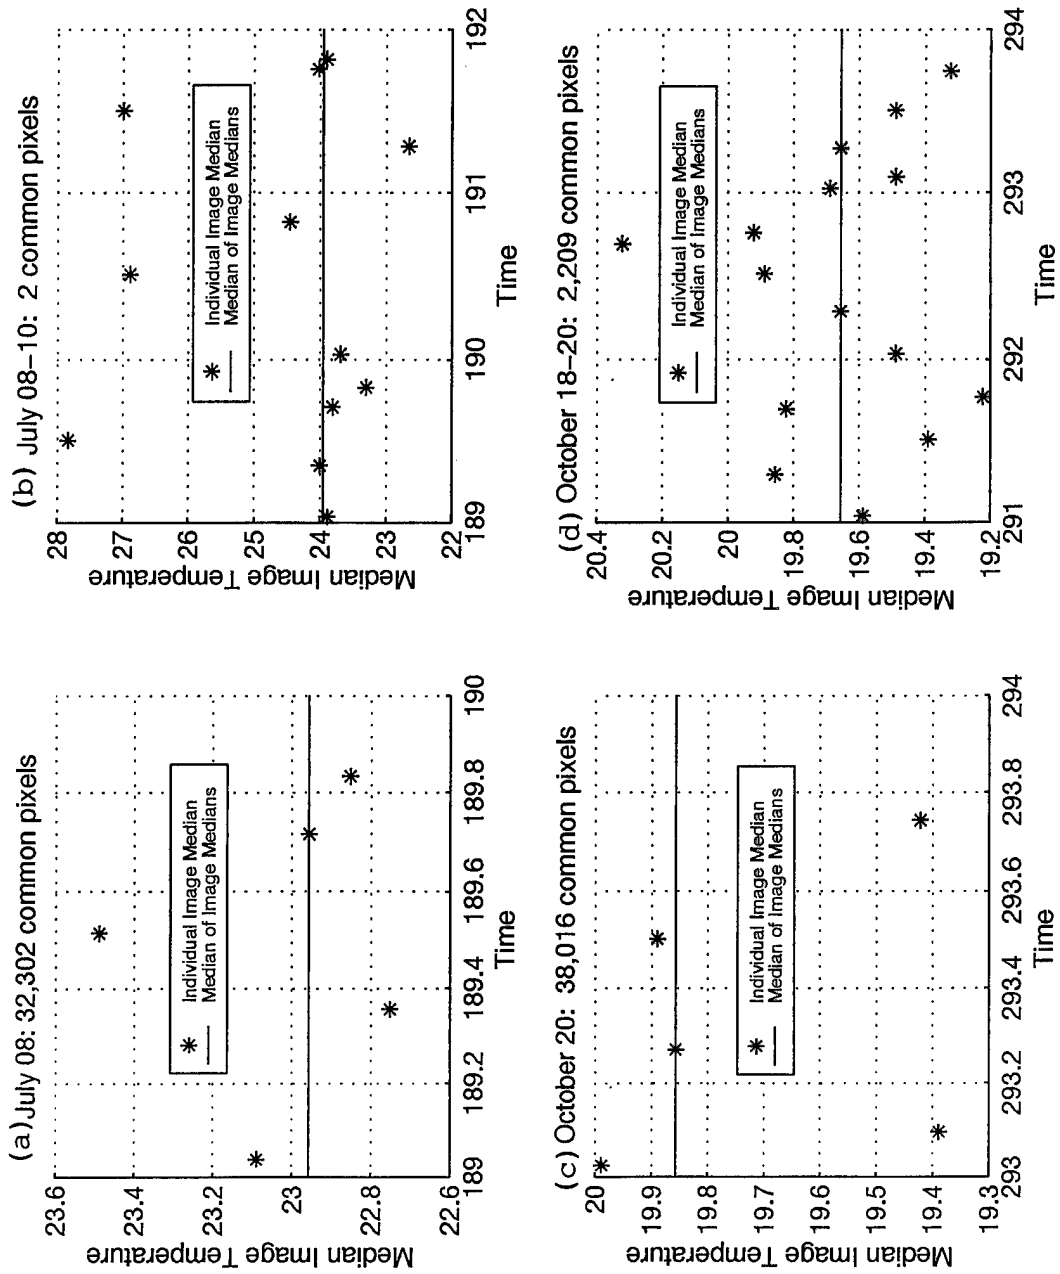 (a) July 08: 32,302 common pixels
Median Image Temperature
23.6
23.4
23.2
23
22.8
22.6
Individual Image Median
Median of Image Medians
189
189.2
189.4
189.6
189.8
190
Time
(b) July 08–10: 2 common pixels
Median Image Temperature
28
27
26
25
24
23
22
Individual Image Median
Median of Image Medians
189
190
191
192
Time
(c) October 20: 38,016 common pixels
Median Image Temperature
20
19.9
19.8
19.7
19.6
19.5
19.4
19.3
Individual Image Median
Median of Image Medians
293
293.2
293.4
293.6
293.8
294
Time
(d) October 18–20: 2,209 common pixels
Median Image Temperature
20.4
20.2
20
19.8
19.6
19.4
19.2
Individual Image Median
Median of Image Medians
291
292
293
294
Time